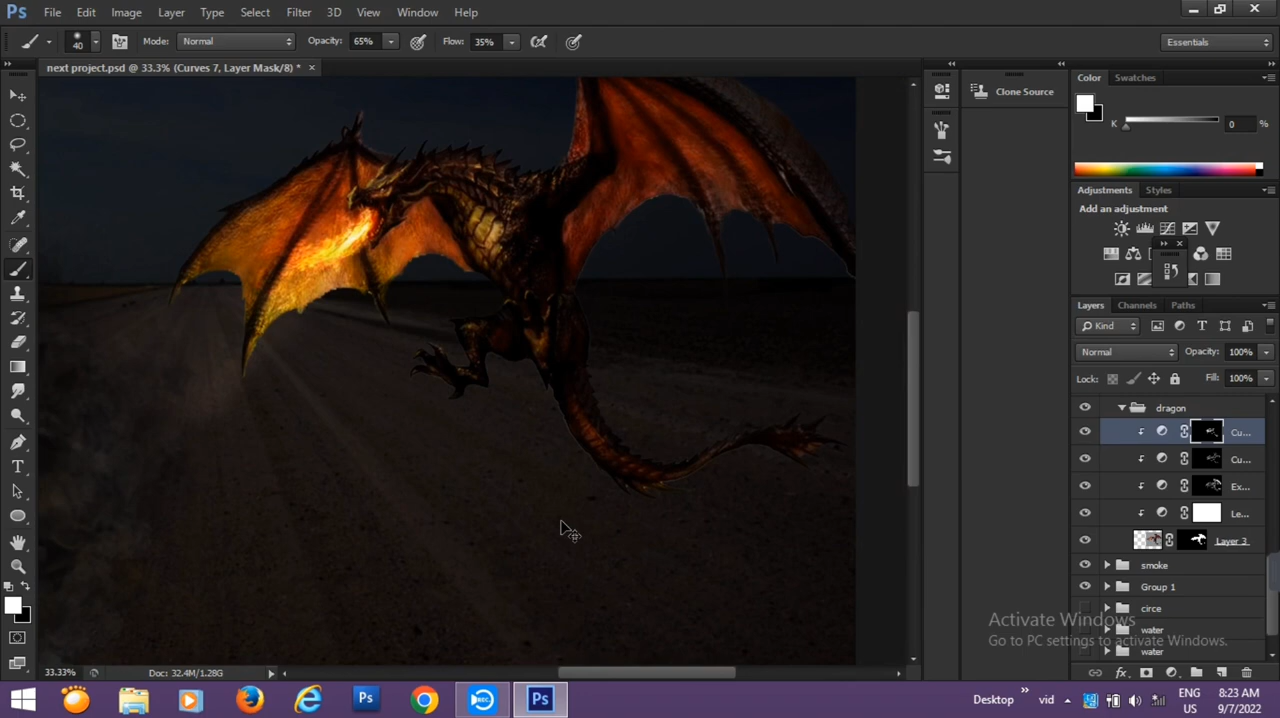 Ps File Edit Image Layer Type Select Filter 3D View Window Help
40 Mode: Normal Opacity: 65% Flow: 35% Essentials
next project.psd @ 33.3% (Curves 7, Layer Mask/8) * ×
Color Swatches
Clone Source
K 0 %
Adjustments Styles
Add an adjustment
Layers Channels Paths
Kind
Normal Opacity: 100%
Lock: Fill: 100%
dragon
Cu...
Cu...
Ex...
Le...
Layer 3
smoke
Group 1
circe
water
water
Activate Windows
Go to PC settings to activate Windows.
33.33% Doc: 32.4M/1.28G
Ps REC Ps Desktop vid ENG 8:23 AM
US 9/7/2022